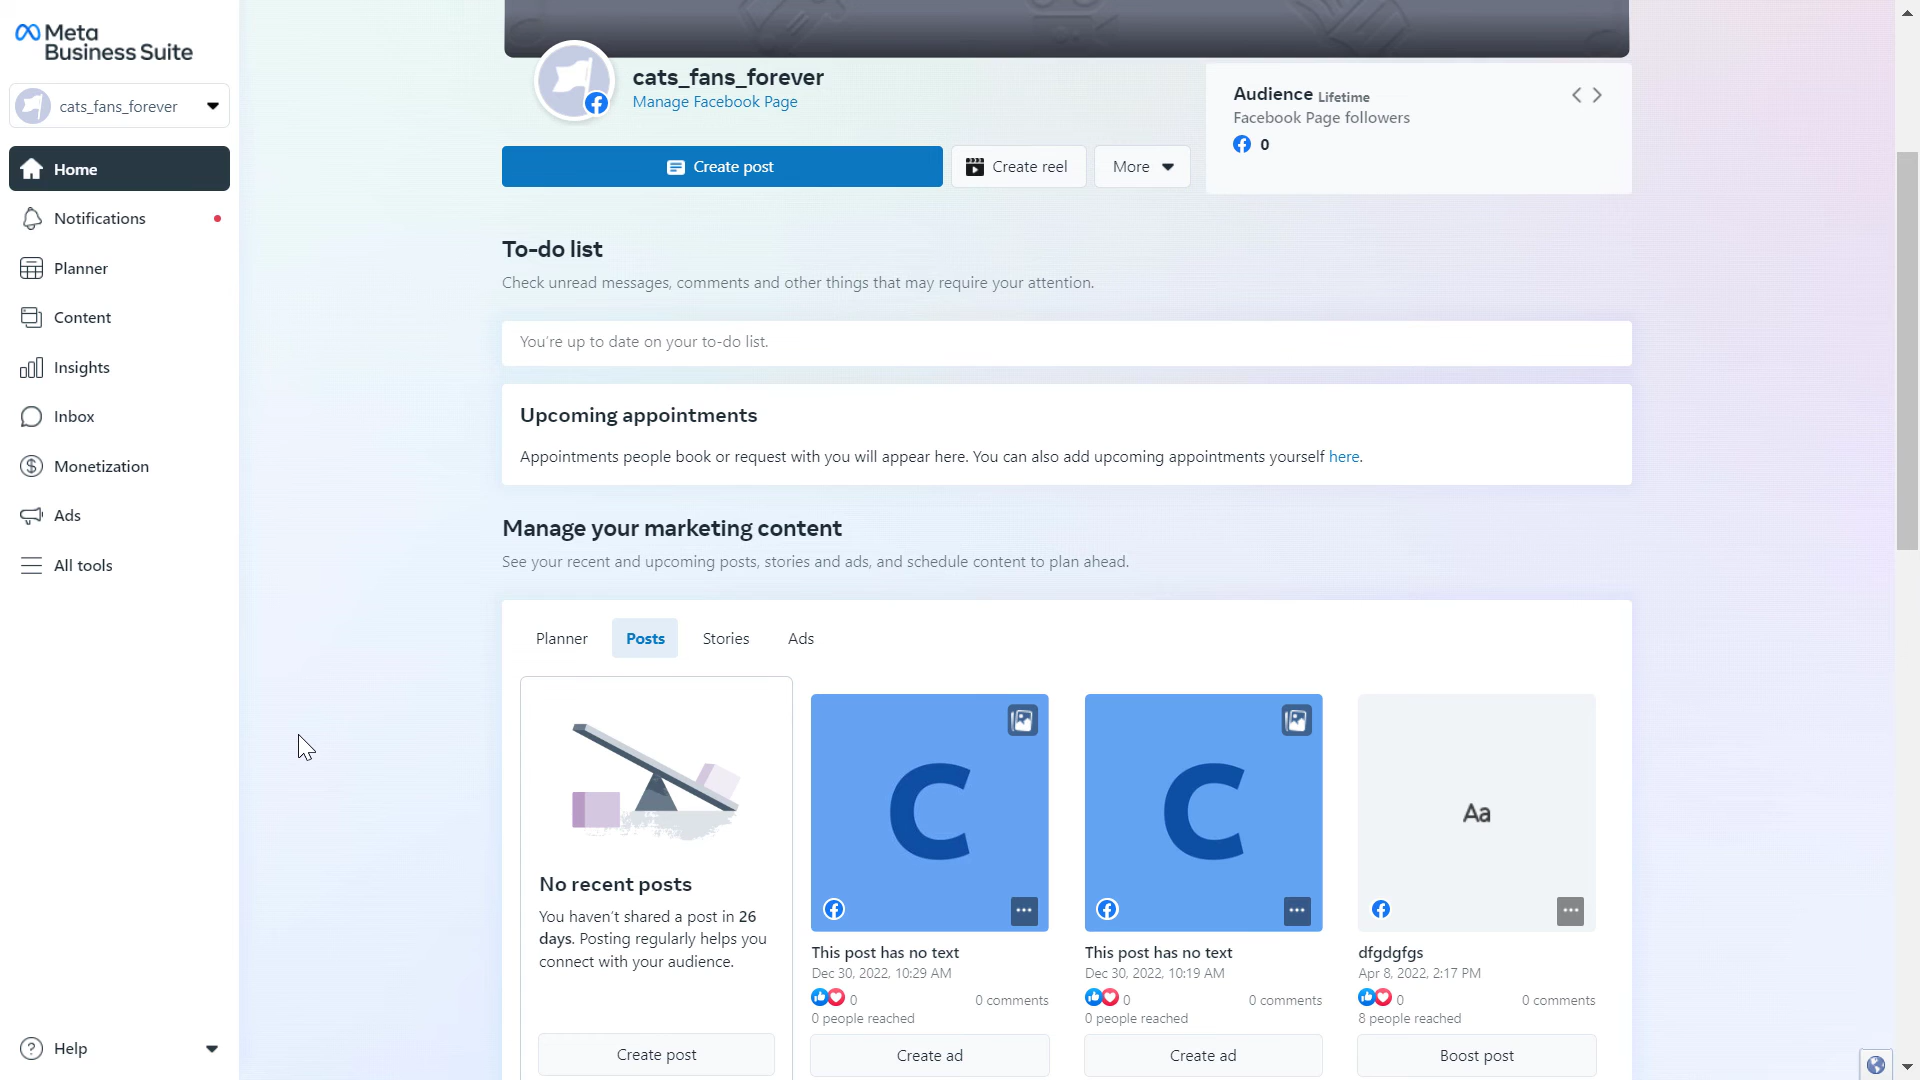 Meta
Business Suite
cats_fans_forever
Home
Notifications
Planner
Content
Insights
Inbox
Monetization
Ads
All tools
Help
cats_fans_forever
Manage Facebook Page
Create post
Create reel
More
Audience Lifetime
Facebook Page followers
0
To-do list
Check unread messages, comments and other things that may require your attention.
You're up to date on your to-do list.
Upcoming appointments
Appointments people book or request with you will appear here. You can also add upcoming appointments yourself here.
Manage your marketing content
See your recent and upcoming posts, stories and ads, and schedule content to plan ahead.
Planner
Posts
Stories
Ads
No recent posts
You haven't shared a post in 26
days. Posting regularly helps you
connect with your audience.
Create post
C
This post has no text
Dec 30, 2022, 10:29 AM
0 0 comments
0 people reached
Create ad
C
This post has no text
Dec 30, 2022, 10:19 AM
0 0 comments
0 people reached
Create ad
Aa
dfgdgfgs
Apr 8, 2022, 2:17 PM
0 0 comments
8 people reached
Boost post